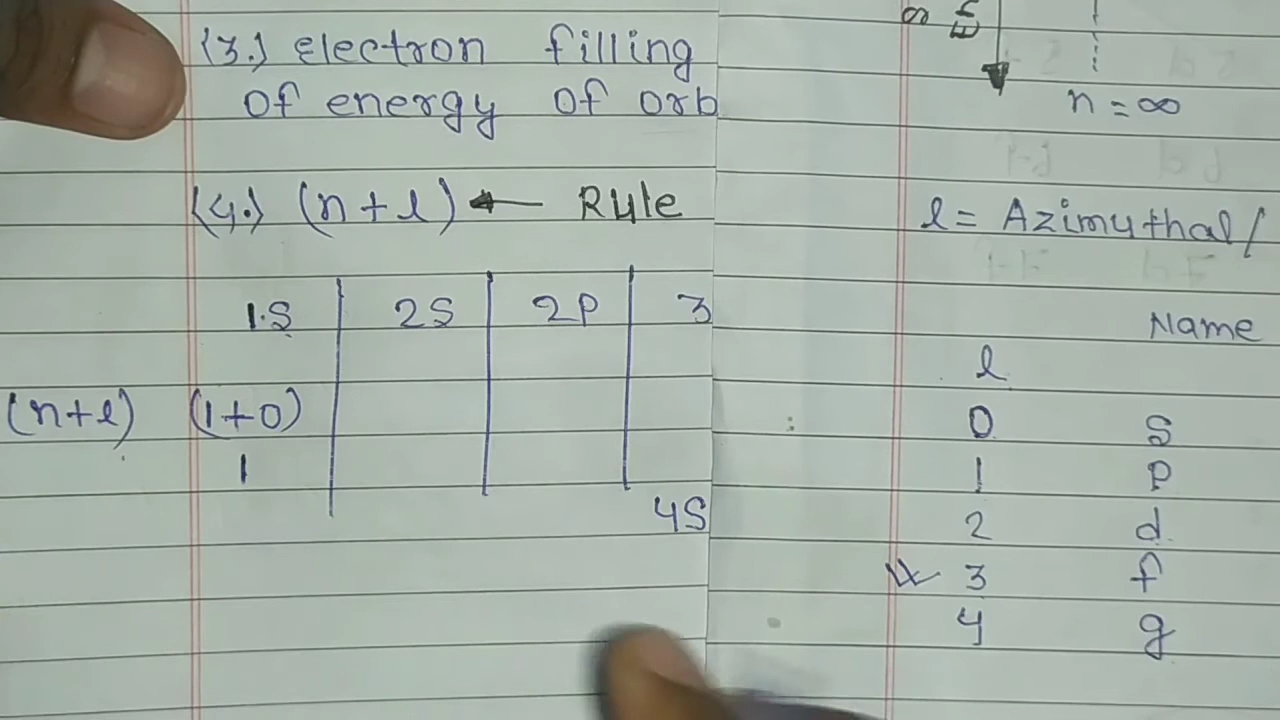 (3.) Electron filling
of energy of orb
(4.) (n+l) ← Rule
1.S 2S 2P 3
(n+l) (1+0)
1
4S
n = ∞
l = Azimuthal/
Name
l
0 S
1 P
2 d
3 f
4 g